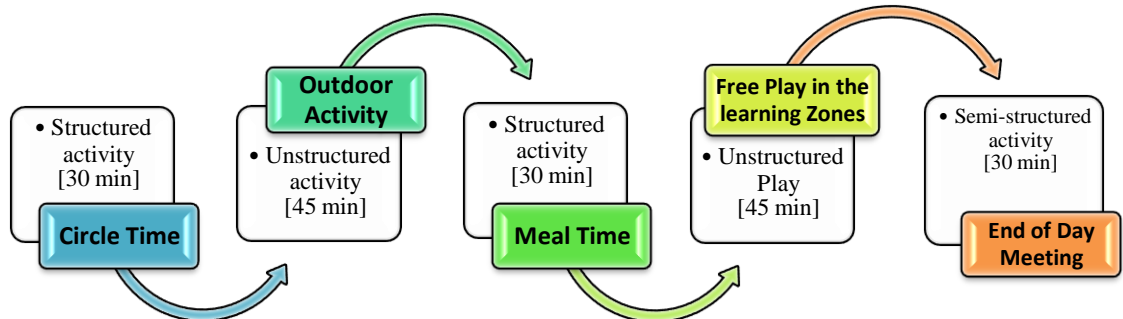 • Structured
activity
[30 min]
Circle Time
Outdoor
Activity
• Unstructured
activity
[45 min]
• Structured
activity
[30 min]
Meal Time
Free Play in the
learning Zones
• Unstructured
Play
[45 min]
• Semi-structured
activity
[30 min]
End of Day
Meeting